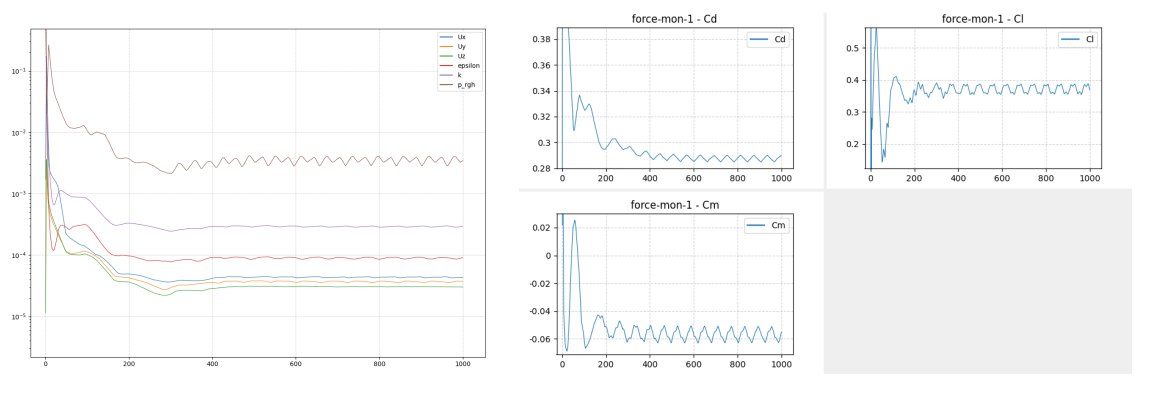 Ux
Uy
Uz
epsilon
k
p_rgh
10⁻¹
10⁻²
10⁻³
10⁻⁴
10⁻⁵
0 200 400 600 800 1000
force-mon-1 - Cd
Cd
0.38
0.36
0.34
0.32
0.3
0.28
0 200 400 600 800 1000
force-mon-1 - Cl
Cl
0.5
0.4
0.3
0.2
0 200 400 600 800 1000
force-mon-1 - Cm
Cm
0.02
0
-0.02
-0.04
-0.06
0 200 400 600 800 1000